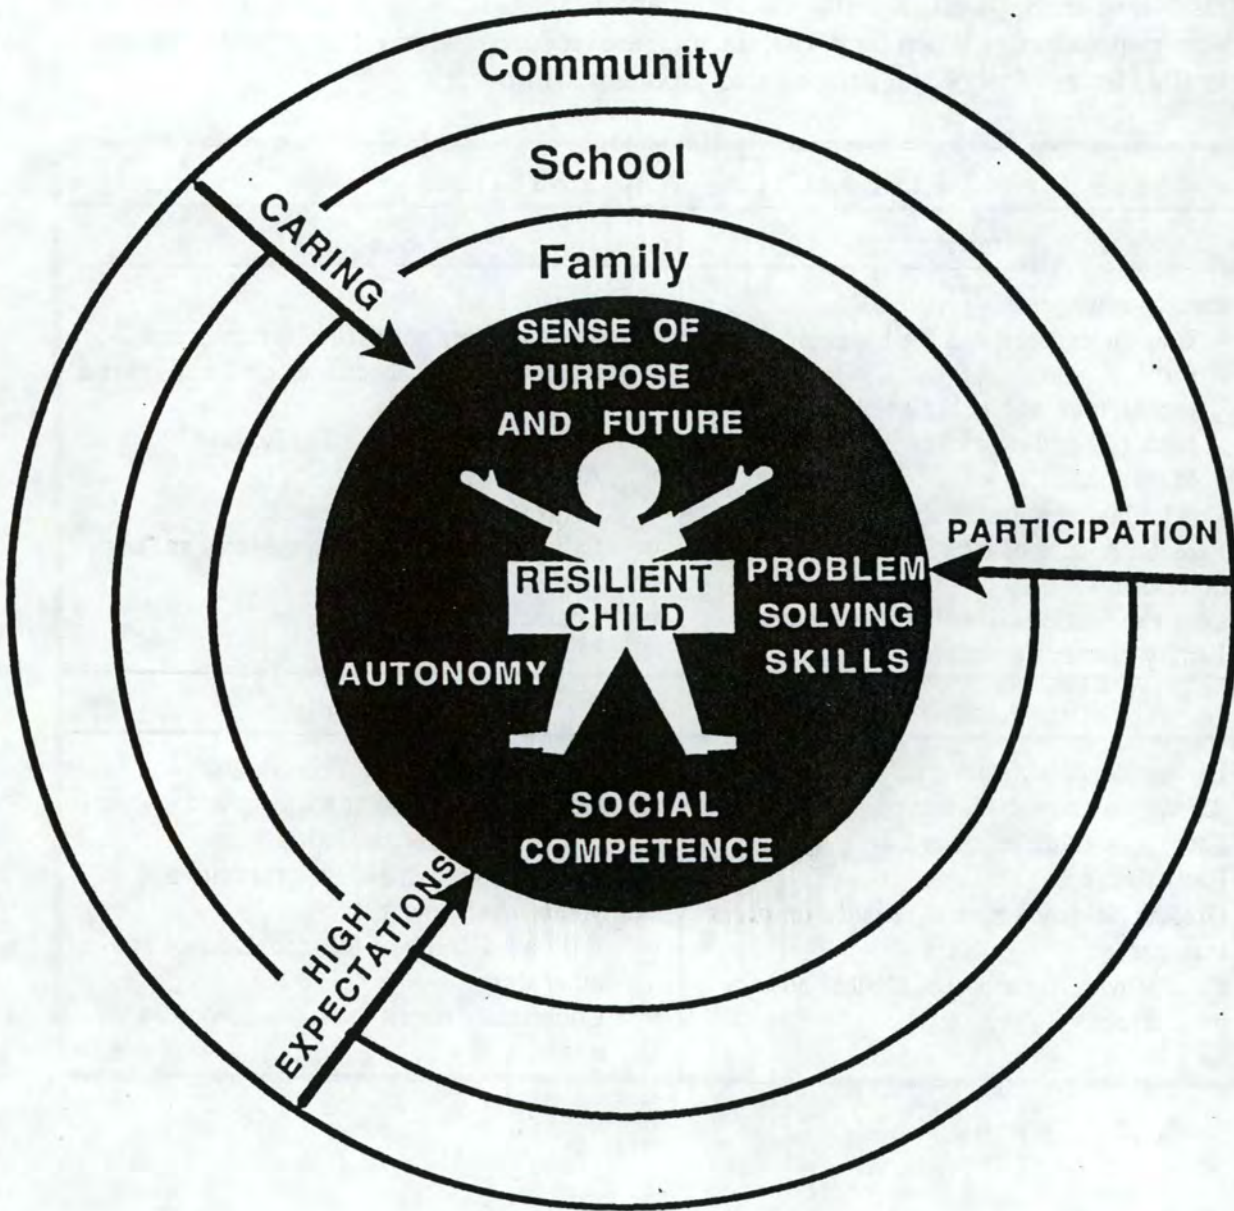 Community
School
Family
CARING
SENSE OF
PURPOSE
AND FUTURE
PARTICIPATION
RESILIENT
CHILD
PROBLEM
SOLVING
SKILLS
AUTONOMY
SOCIAL
COMPETENCE
HIGH
EXPECTATIONS